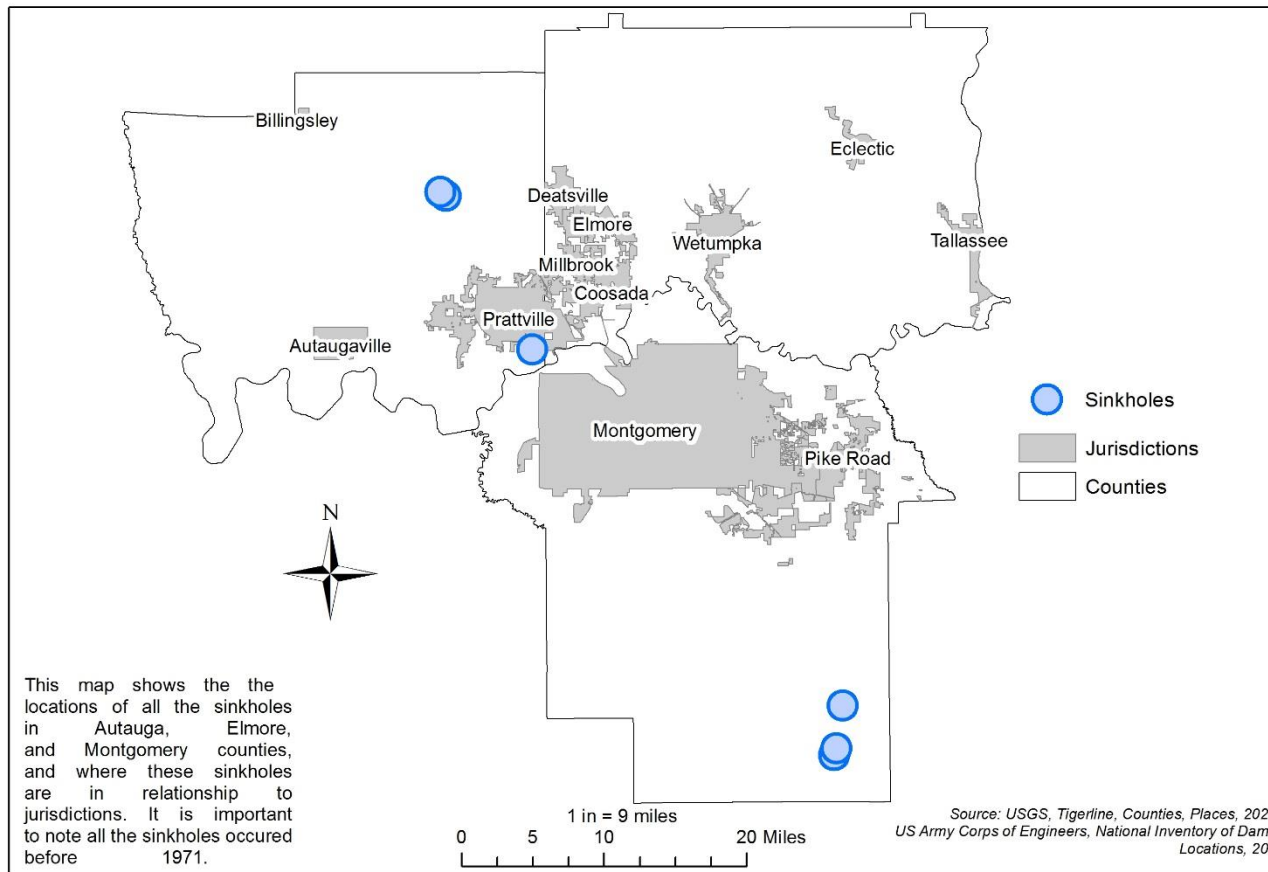 Billingsley
Eclectic
Deatsville
Elmore
Wetumpka
Tallassee
Millbrook
Coosada
Prattville
Autaugaville
Montgomery
Pike Road
Sinkholes
Jurisdictions
Counties
N
This map shows the the
locations of all the sinkholes
in Autauga, Elmore,
and Montgomery counties,
and where these sinkholes
are in relationship to
jurisdictions. It is important
to note all the sinkholes occured
before 1971.
1 in = 9 miles
0 5 10 20 Miles
Source: USGS, Tigerline, Counties, Places, 202
US Army Corps of Engineers, National Inventory of Dam
Locations, 20